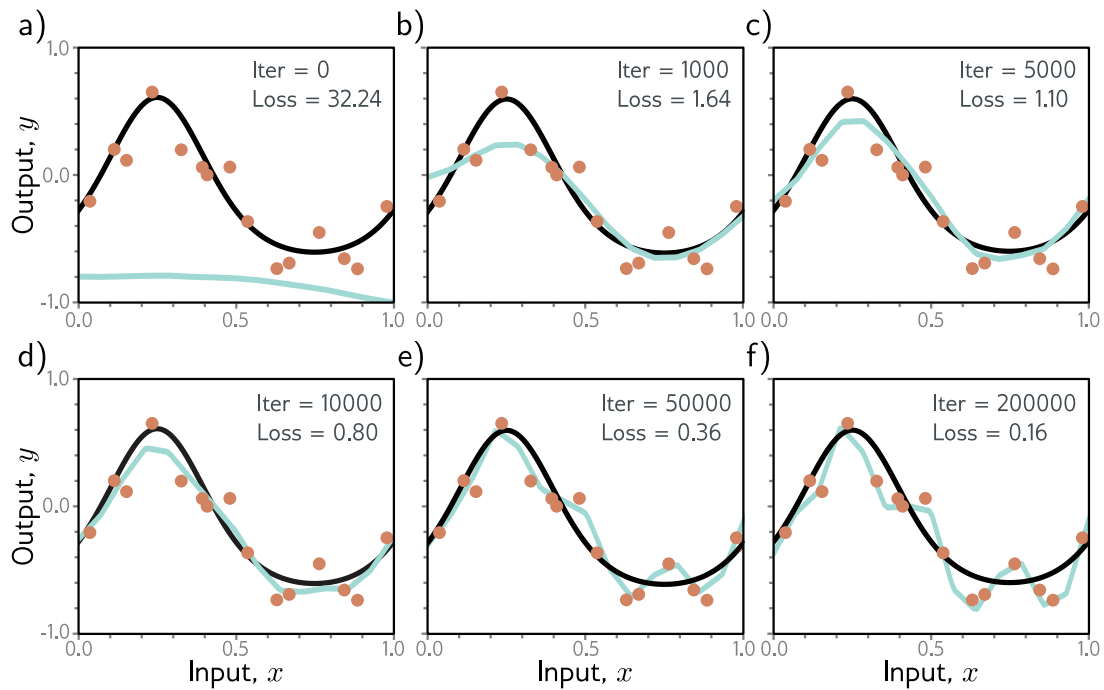 a)
1.0
Iter = 0
Loss = 32.24
Output, y
0.0
-1.0
0.0
0.5
1.0
b)
Iter = 1000
Loss = 1.64
0.0
0.5
1.0
c)
Iter = 5000
Loss = 1.10
0.0
0.5
1.0
d)
1.0
Iter = 10000
Loss = 0.80
Output, y
0.0
-1.0
0.0
0.5
1.0
Input, x
e)
Iter = 50000
Loss = 0.36
0.0
0.5
1.0
Input, x
f)
Iter = 200000
Loss = 0.16
0.0
0.5
1.0
Input, x